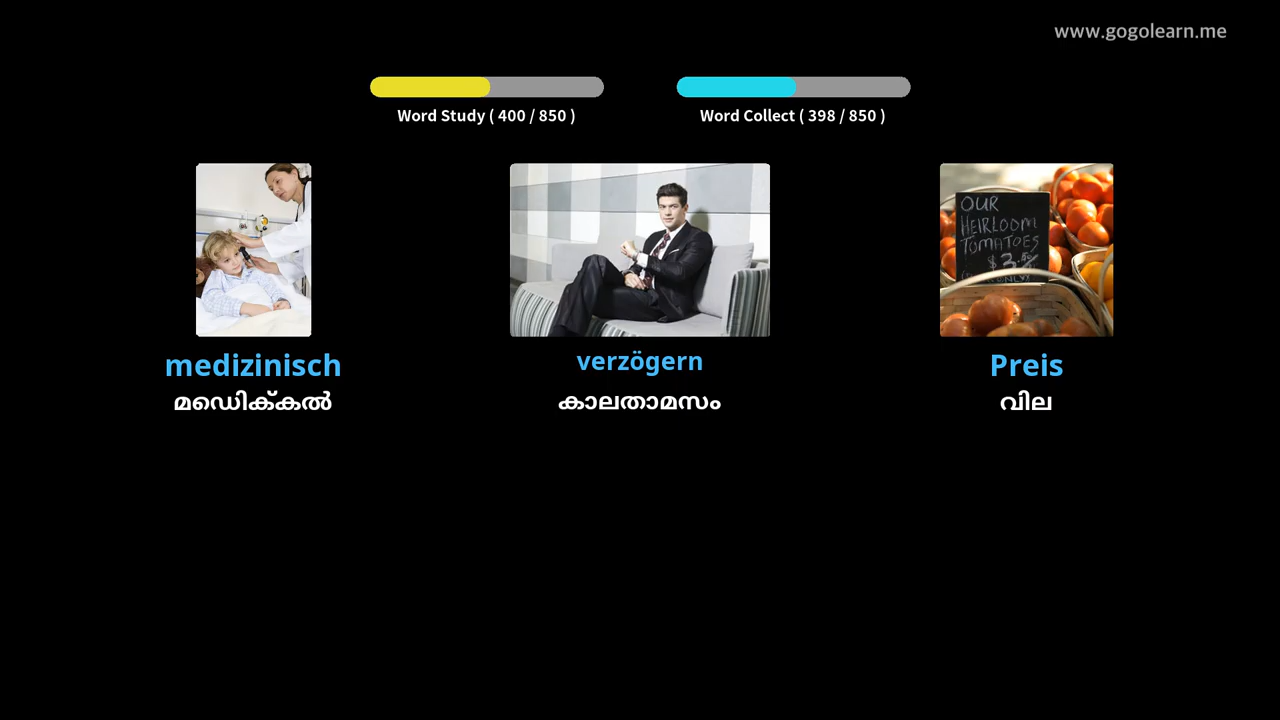 www.gogolearn.me
Word Study ( 400 / 850 )
Word Collect ( 398 / 850 )
OUR
HEIRLOOM
TOMATOES
medizinisch
verzögern
Preis
മഡെിക്കൽ
കാലതാമസം
വില